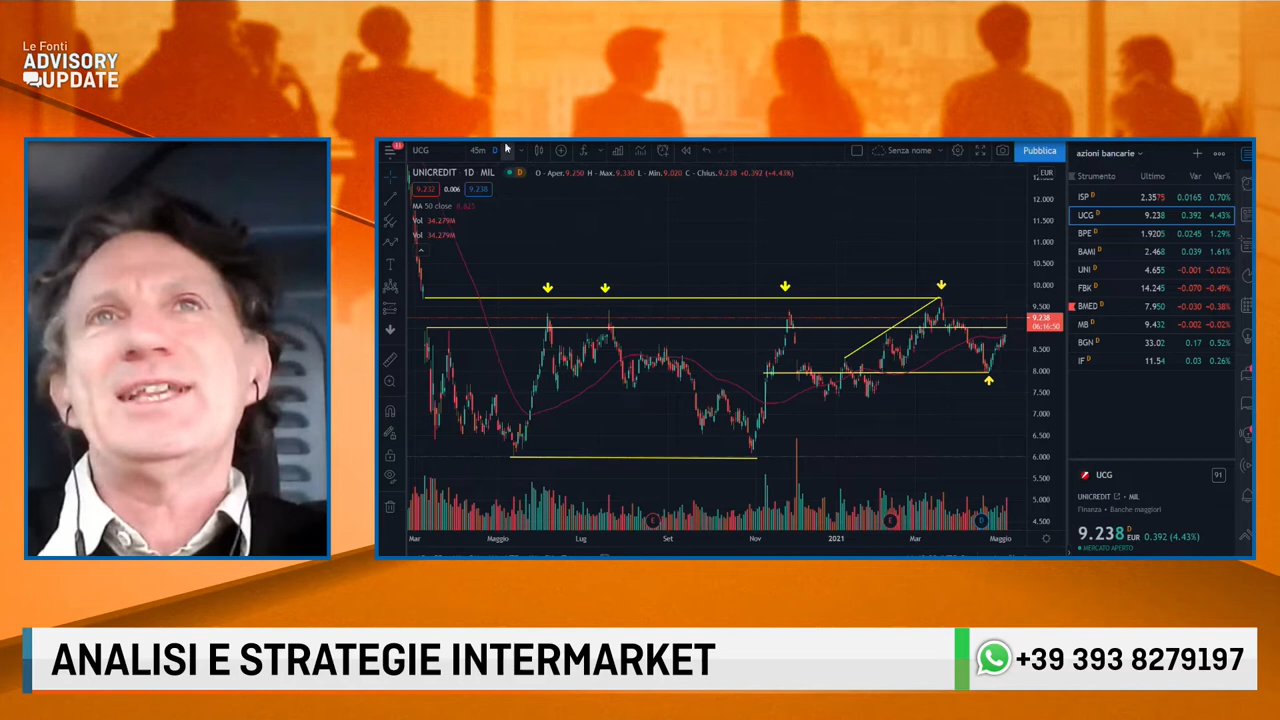 Le Fonti
ADVISORY
UPDATE
11
UCG
45m D
Senza nome
Pubblica
UNICREDIT · 1D · MIL
D
O - Aper. 9.250 H - Max. 9.330 L - Min. 9.020 C - Chius. 9.238 +0.392 (+4.43%)
9.232 0.006 9.238
MA 50 close 8.825
Vol 34.279M
Vol 34.279M
EUR
12.000
11.500
11.000
10.500
10.000
9.500
9.238
06:16:50
8.500
8.000
7.500
7.000
6.500
6.000
5.500
5.000
4.500
E
E
D
Mar Maggio Lug Set Nov 2021 Mar Maggio
azioni bancarie
Strumento Ultimo Var Var%
ISP D 2.3575 0.0165 0.70%
UCG D 9.238 0.392 4.43%
BPE D 1.9205 0.0245 1.29%
BAMI D 2.468 0.039 1.61%
UNI D 4.655 -0.001 -0.02%
FBK D 14.270 -0.070 -0.49%
BMED D 7.950 -0.030 -0.38%
MB D 9.432 -0.002 -0.02%
BGN D 33.02 0.17 0.52%
IF D 11.54 0.03 0.26%
UCG
UNICREDIT · MIL
Finanza · Banche maggiori
9.238 D EUR 0.392 (4.43%)
MERCATO APERTO
ANALISI E STRATEGIE INTERMARKET
+39 393 8279197